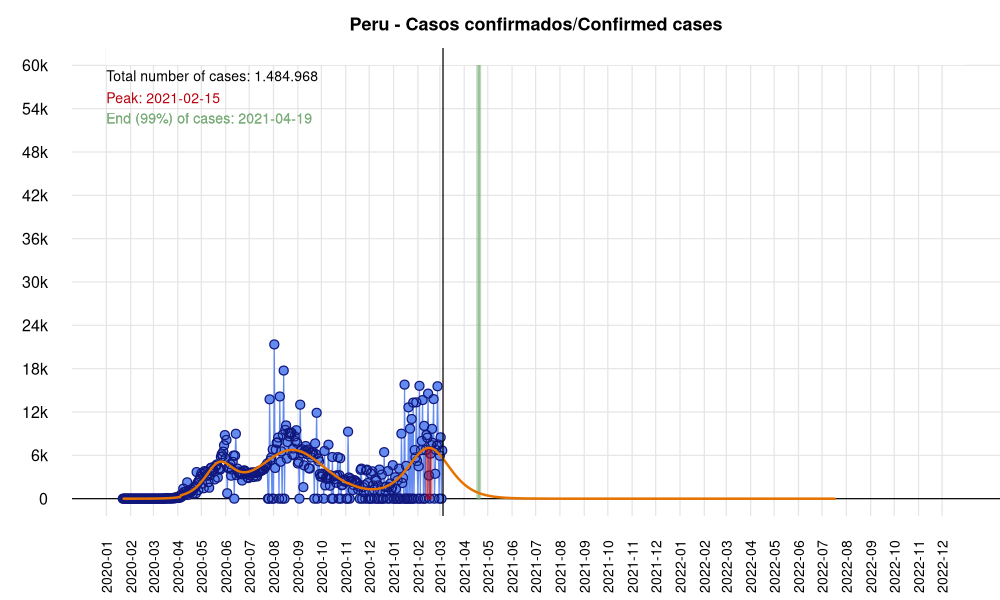 Peru - Casos confirmados/Confirmed cases
60k
Total number of cases: 1.484.968
Peak: 2021-02-15
54k
End (99%) of cases: 2021-04-19
48k
42k
36k
30k
24k
18k
12k
6k
0
2020-01
2020-02
2020-03
2020-04
2020-05
2020-06
2020-07
2020-08
2020-09
2020-10
2020-11
2020-12
2021-01
2021-02
2021-03
2021-04
2021-05
2021-06
2021-07
2021-08
2021-09
2021-10
2021-11
2021-12
2022-01
2022-02
2022-03
2022-04
2022-05
2022-06
2022-07
2022-08
2022-09
2022-10
2022-11
2022-12